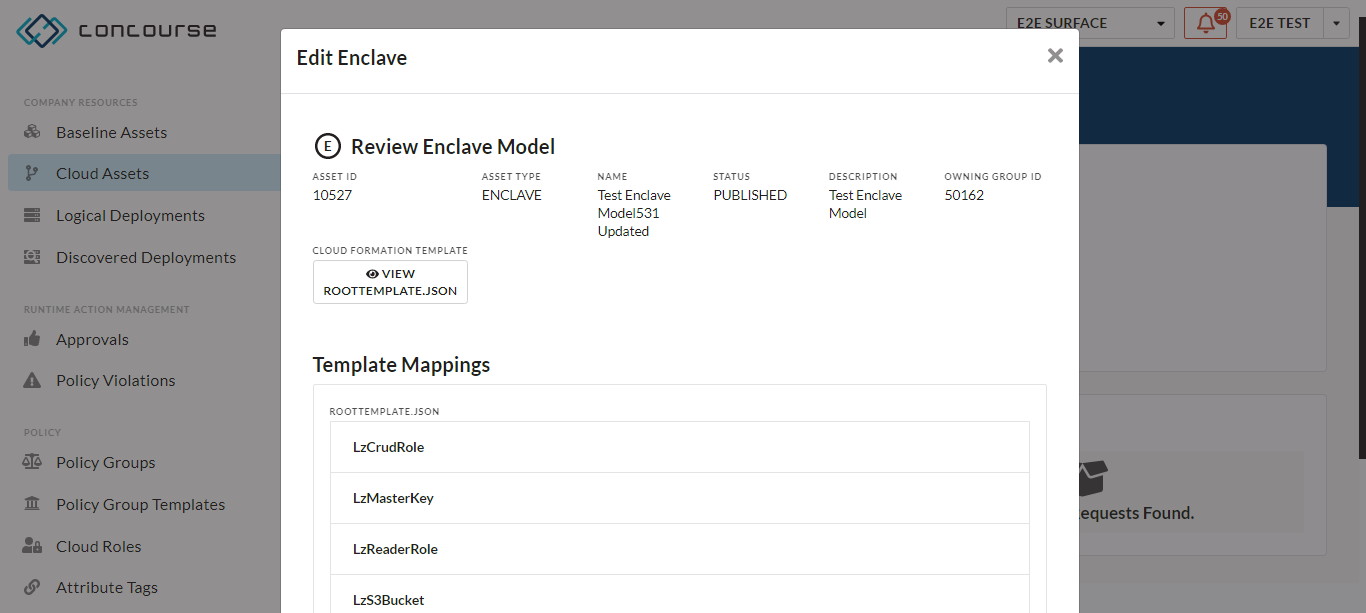 concourse
E2E SURFACE
50
E2E TEST
COMPANY RESOURCES
Baseline Assets
Cloud Assets
Logical Deployments
Discovered Deployments
RUNTIME ACTION MANAGEMENT
Approvals
Policy Violations
POLICY
Policy Groups
Policy Group Templates
Cloud Roles
Attribute Tags
Edit Enclave
E Review Enclave Model
ASSET ID
10527
ASSET TYPE
ENCLAVE
NAME
Test Enclave
Model531
Updated
STATUS
PUBLISHED
DESCRIPTION
Test Enclave
Model
OWNING GROUP ID
50162
CLOUD FORMATION TEMPLATE
VIEW
ROOTTEMPLATE.JSON
Template Mappings
ROOTTEMPLATE.JSON
LzCrudRole
LzMasterKey
LzReaderRole
LzS3Bucket
equests Found.